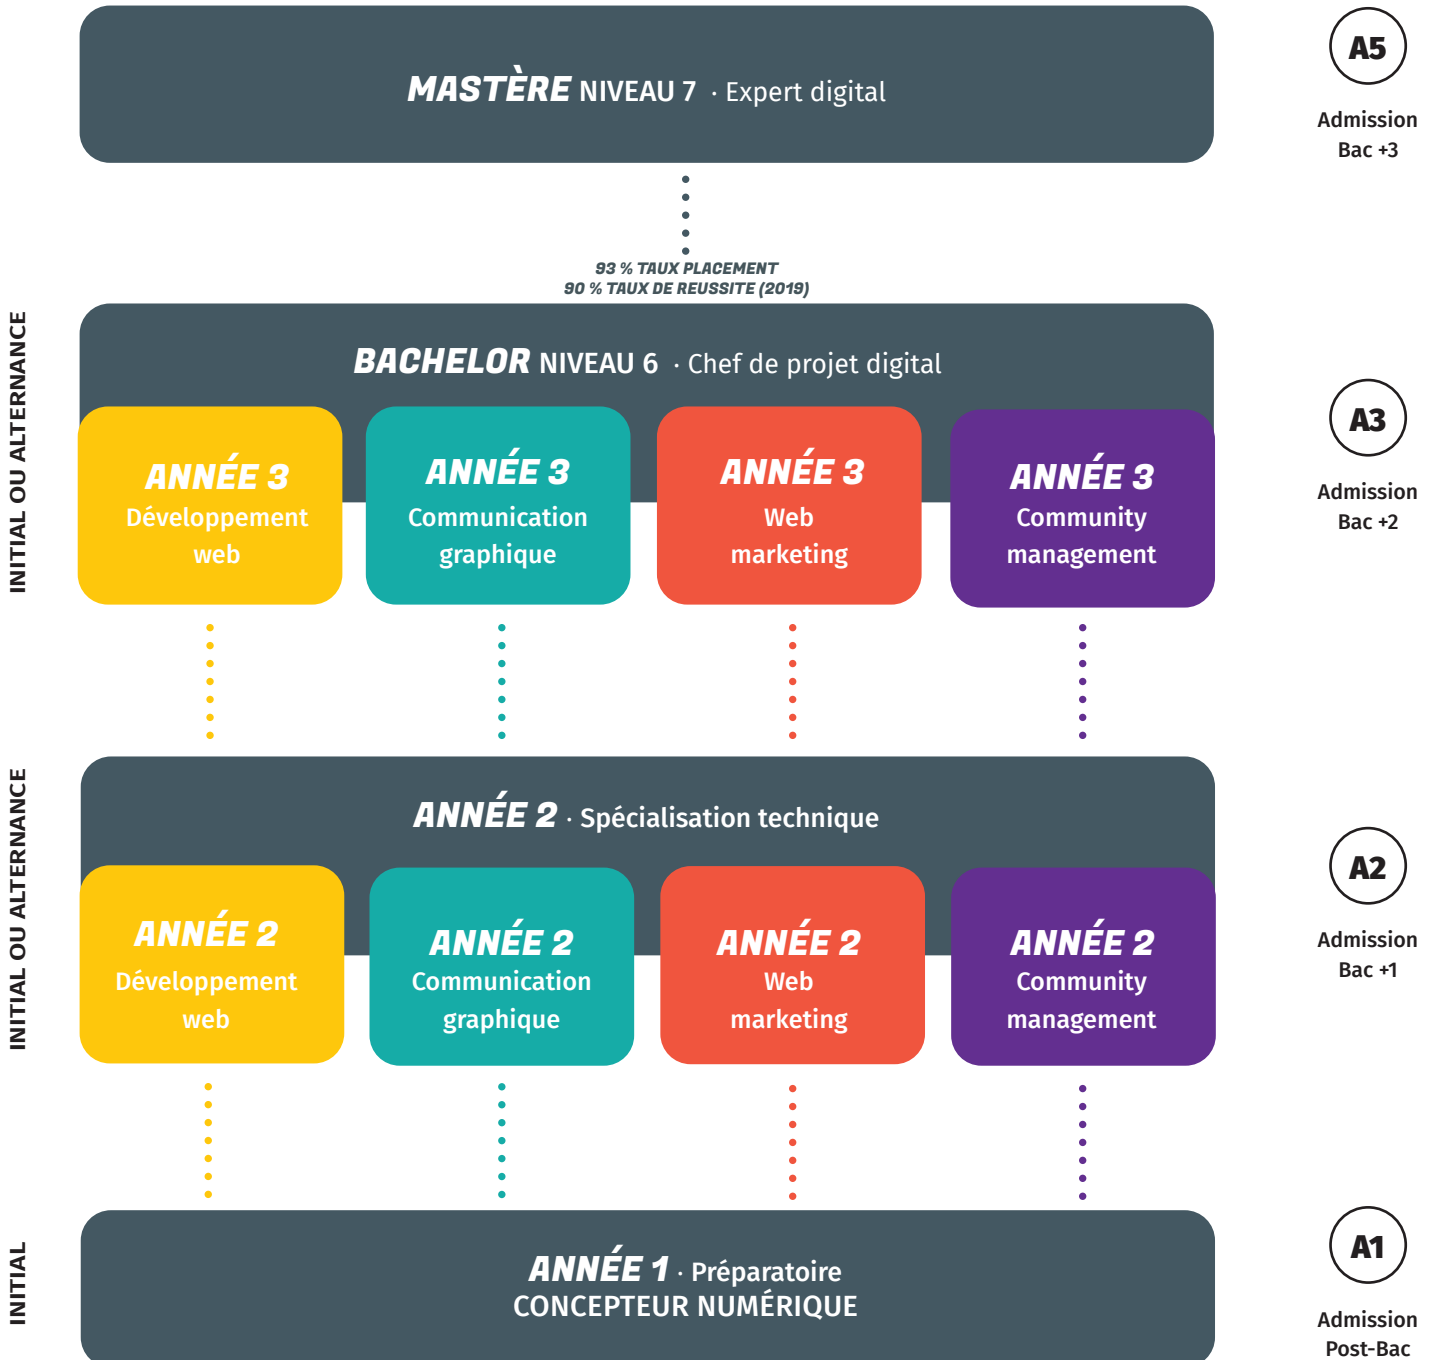 MASTÈRE NIVEAU 7 · Expert digital
A5
Admission
Bac +3
93 % TAUX PLACEMENT
90 % TAUX DE REUSSITE (2019)
INITIAL OU ALTERNANCE
BACHELOR NIVEAU 6 · Chef de projet digital
ANNÉE 3
Développement
web
ANNÉE 3
Communication
graphique
ANNÉE 3
Web
marketing
ANNÉE 3
Community
management
A3
Admission
Bac +2
INITIAL OU ALTERNANCE
ANNÉE 2 · Spécialisation technique
ANNÉE 2
Développement
web
ANNÉE 2
Communication
graphique
ANNÉE 2
Web
marketing
ANNÉE 2
Community
management
A2
Admission
Bac +1
INITIAL
ANNÉE 1 · Préparatoire
CONCEPTEUR NUMÉRIQUE
A1
Admission
Post-Bac